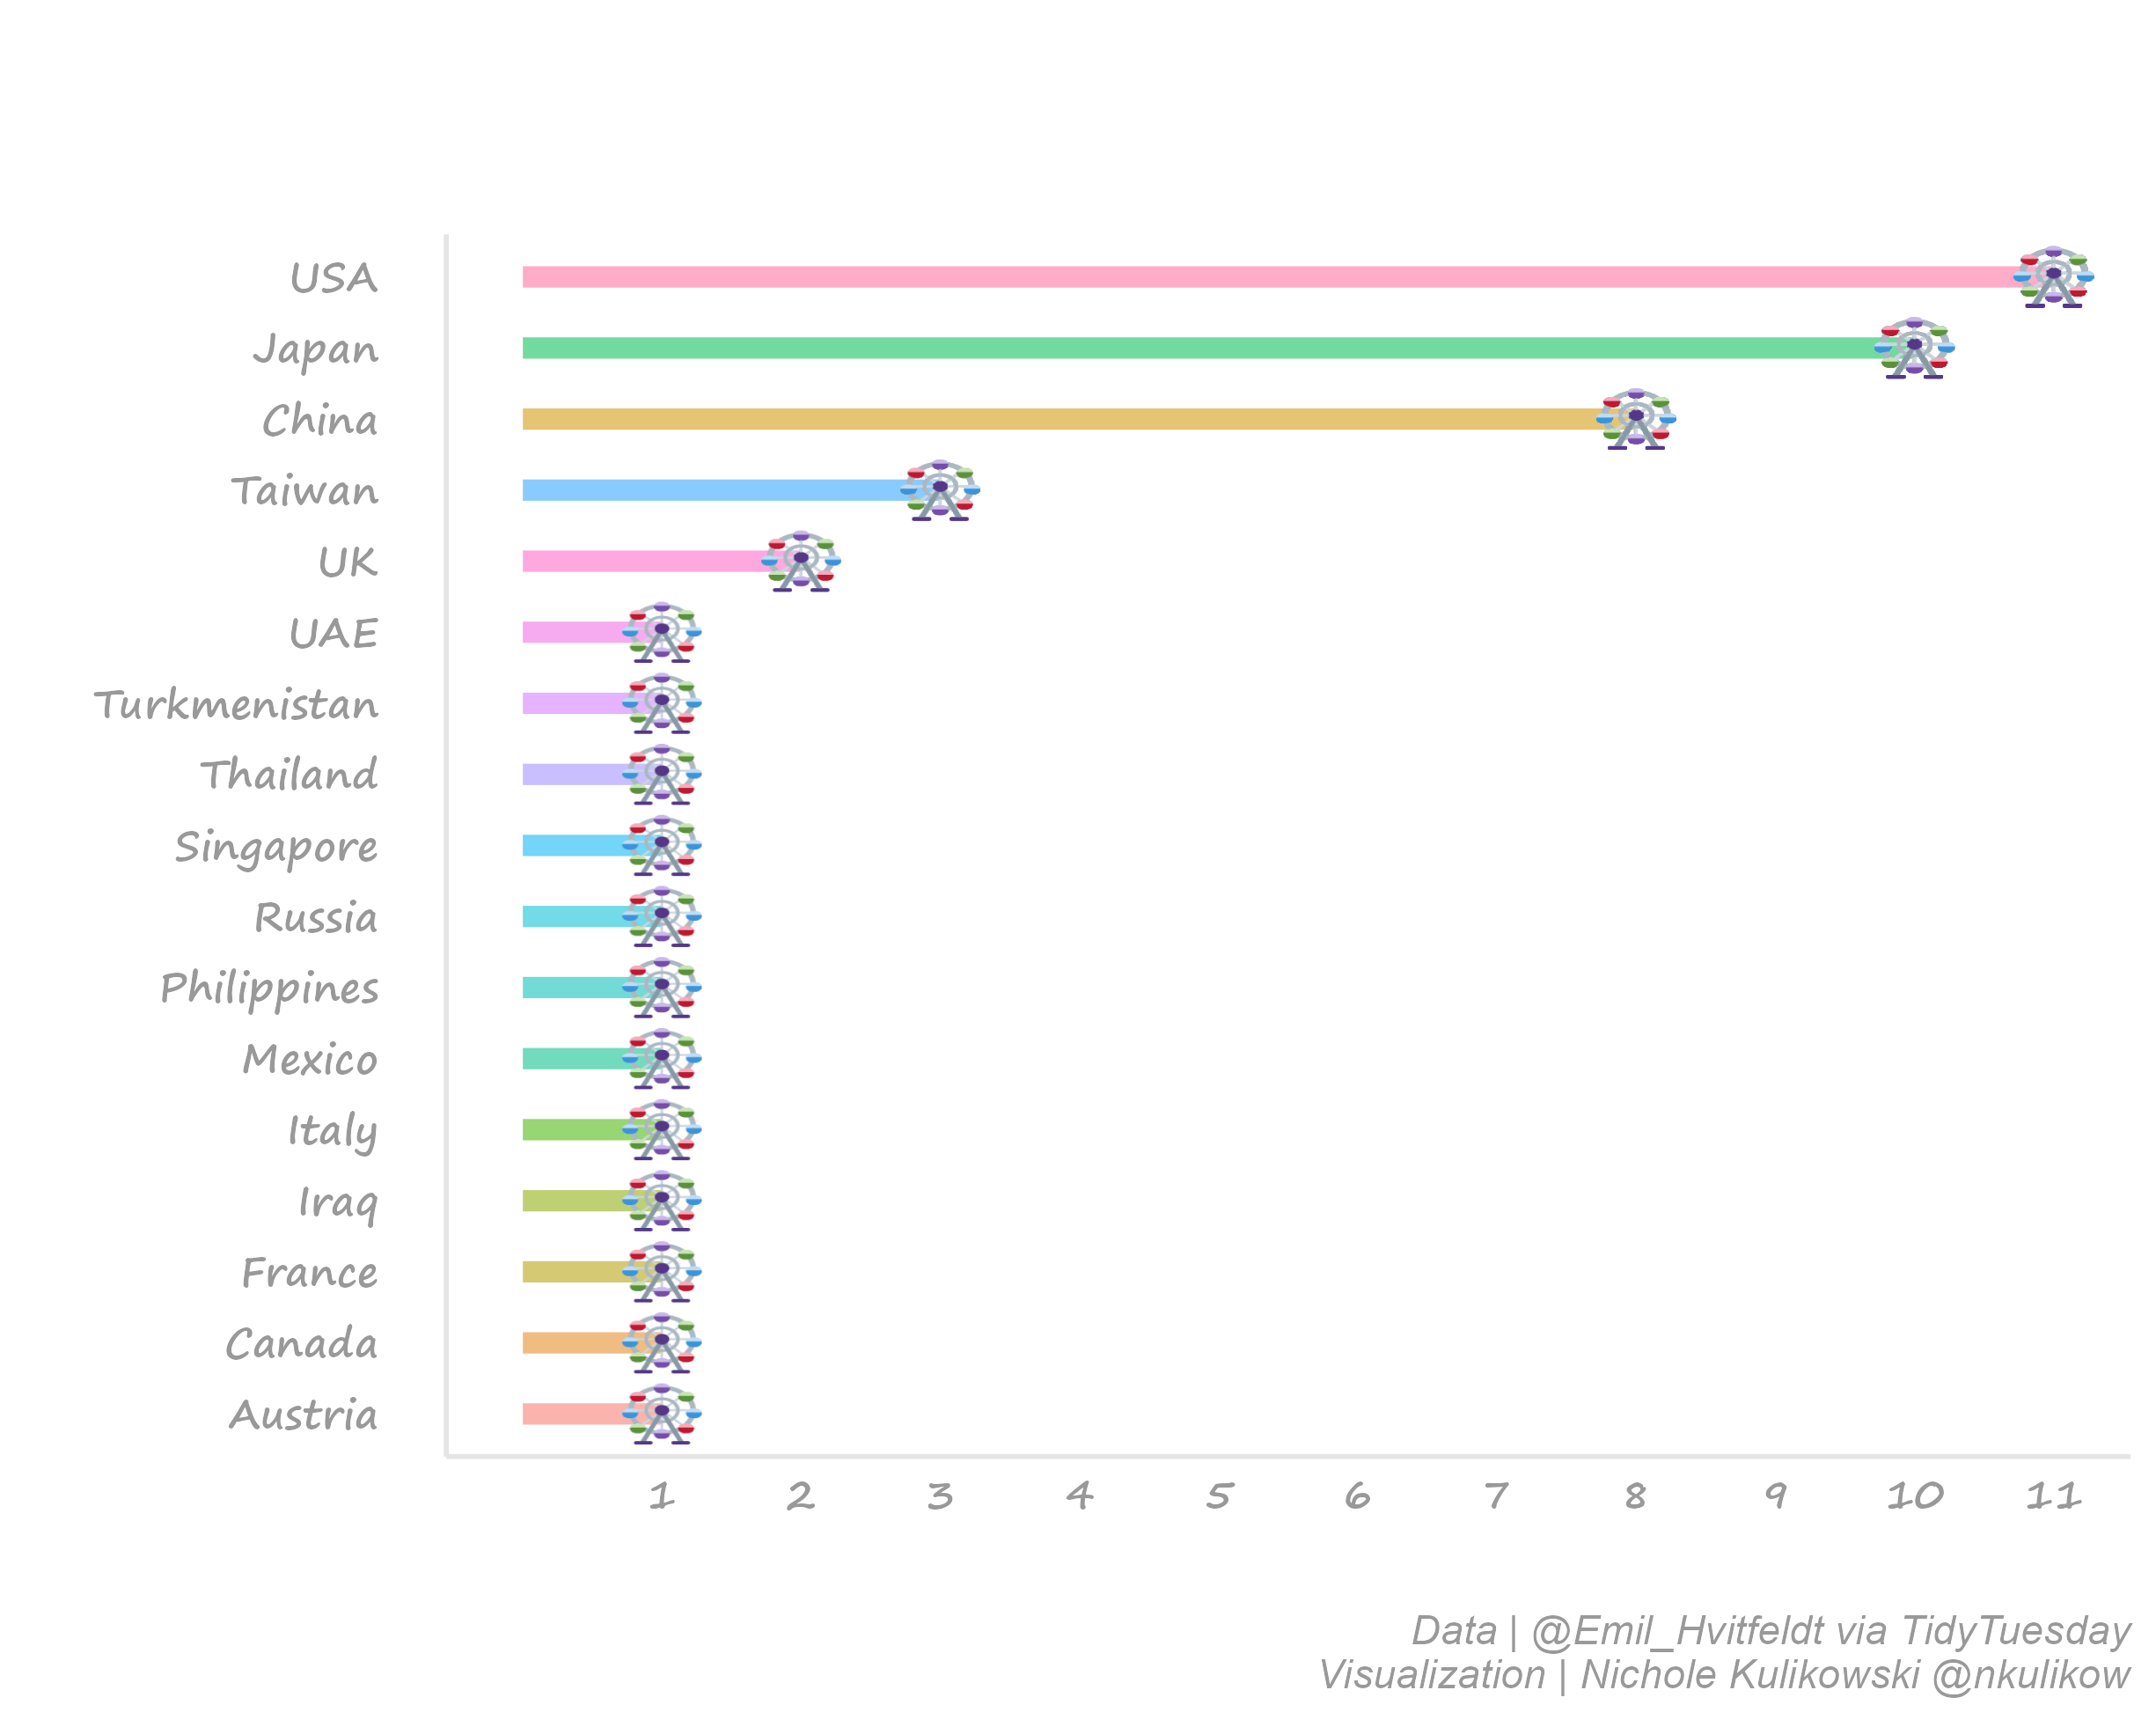 USA
Japan
China
Taiwan
UK
UAE
Turkmenistan
Thailand
Singapore
Russia
Philippines
Mexico
Italy
Iraq
France
Canada
Austria
1 2 3 4 5 6 7 8 9 10 11
Data | @Emil_Hvitfeldt via TidyTuesday
Visualization | Nichole Kulikowski @nkulikow